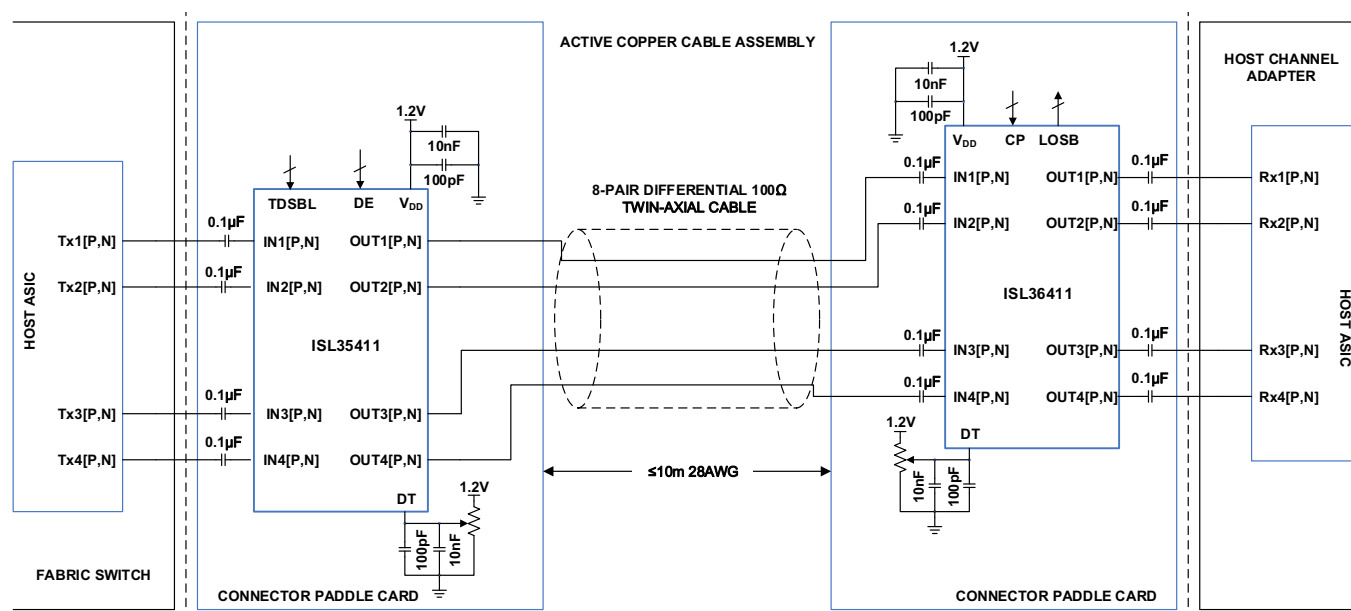 ACTIVE COPPER CABLE ASSEMBLY
HOST CHANNEL
ADAPTER
1.2V
10nF
100pF
VDD
CP
LOSB
1.2V
10nF
100pF
TDSBL
DE
VDD
8-PAIR DIFFERENTIAL 100Ω
TWIN-AXIAL CABLE
HOST ASIC
Tx1[P,N]
0.1µF
IN1[P,N]
OUT1[P,N]
Tx2[P,N]
0.1µF
IN2[P,N]
OUT2[P,N]
ISL35411
Tx3[P,N]
0.1µF
IN3[P,N]
OUT3[P,N]
Tx4[P,N]
0.1µF
IN4[P,N]
OUT4[P,N]
DT
1.2V
100pF
10nF
≤10m 28AWG
0.1µF
IN1[P,N]
OUT1[P,N]
0.1µF
Rx1[P,N]
0.1µF
IN2[P,N]
OUT2[P,N]
0.1µF
Rx2[P,N]
ISL36411
HOST ASIC
0.1µF
IN3[P,N]
OUT3[P,N]
0.1µF
Rx3[P,N]
0.1µF
IN4[P,N]
OUT4[P,N]
0.1µF
Rx4[P,N]
1.2V
DT
10nF
100pF
FABRIC SWITCH
CONNECTOR PADDLE CARD
CONNECTOR PADDLE CARD